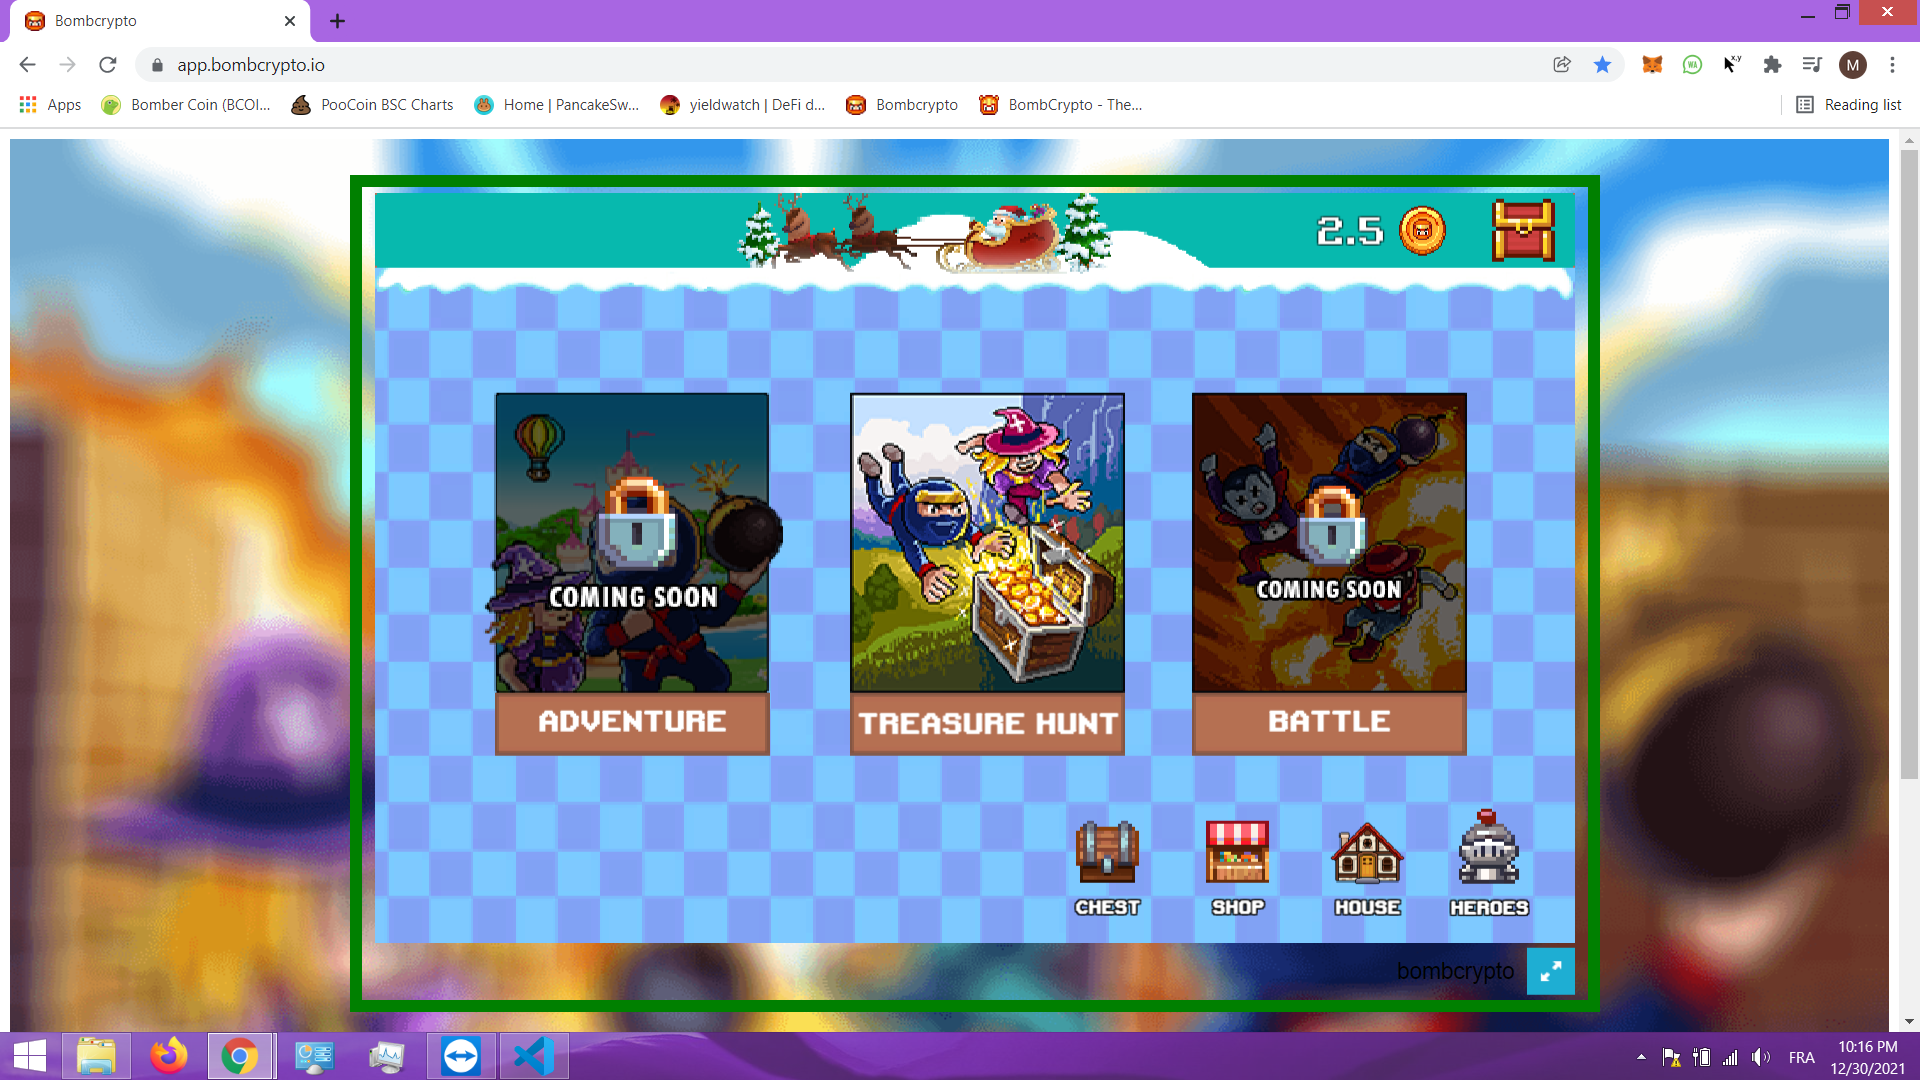 Bombcrypto
app.bombcrypto.io
M
Apps
Bomber Coin (BCOI...
PooCoin BSC Charts
Home | PancakeSw...
yieldwatch | DeFi d...
Bombcrypto
BombCrypto - The...
Reading list
2.5
COMING SOON
COMING SOON
ADVENTURE
TREASURE HUNT
BATTLE
CHEST
SHOP
HOUSE
HEROES
bombcrypto
FRA
10:16 PM
12/30/2021